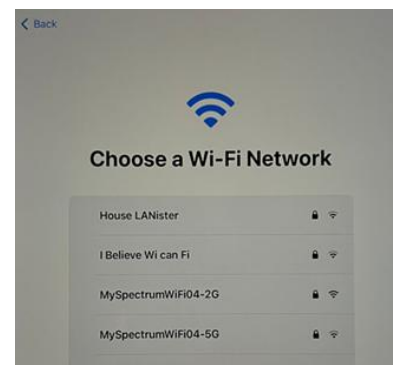 Back
Choose a Wi-Fi Network
House LANister
I Believe Wi can Fi
MySpectrumWiFi04-2G
MySpectrumWiFi04-5G